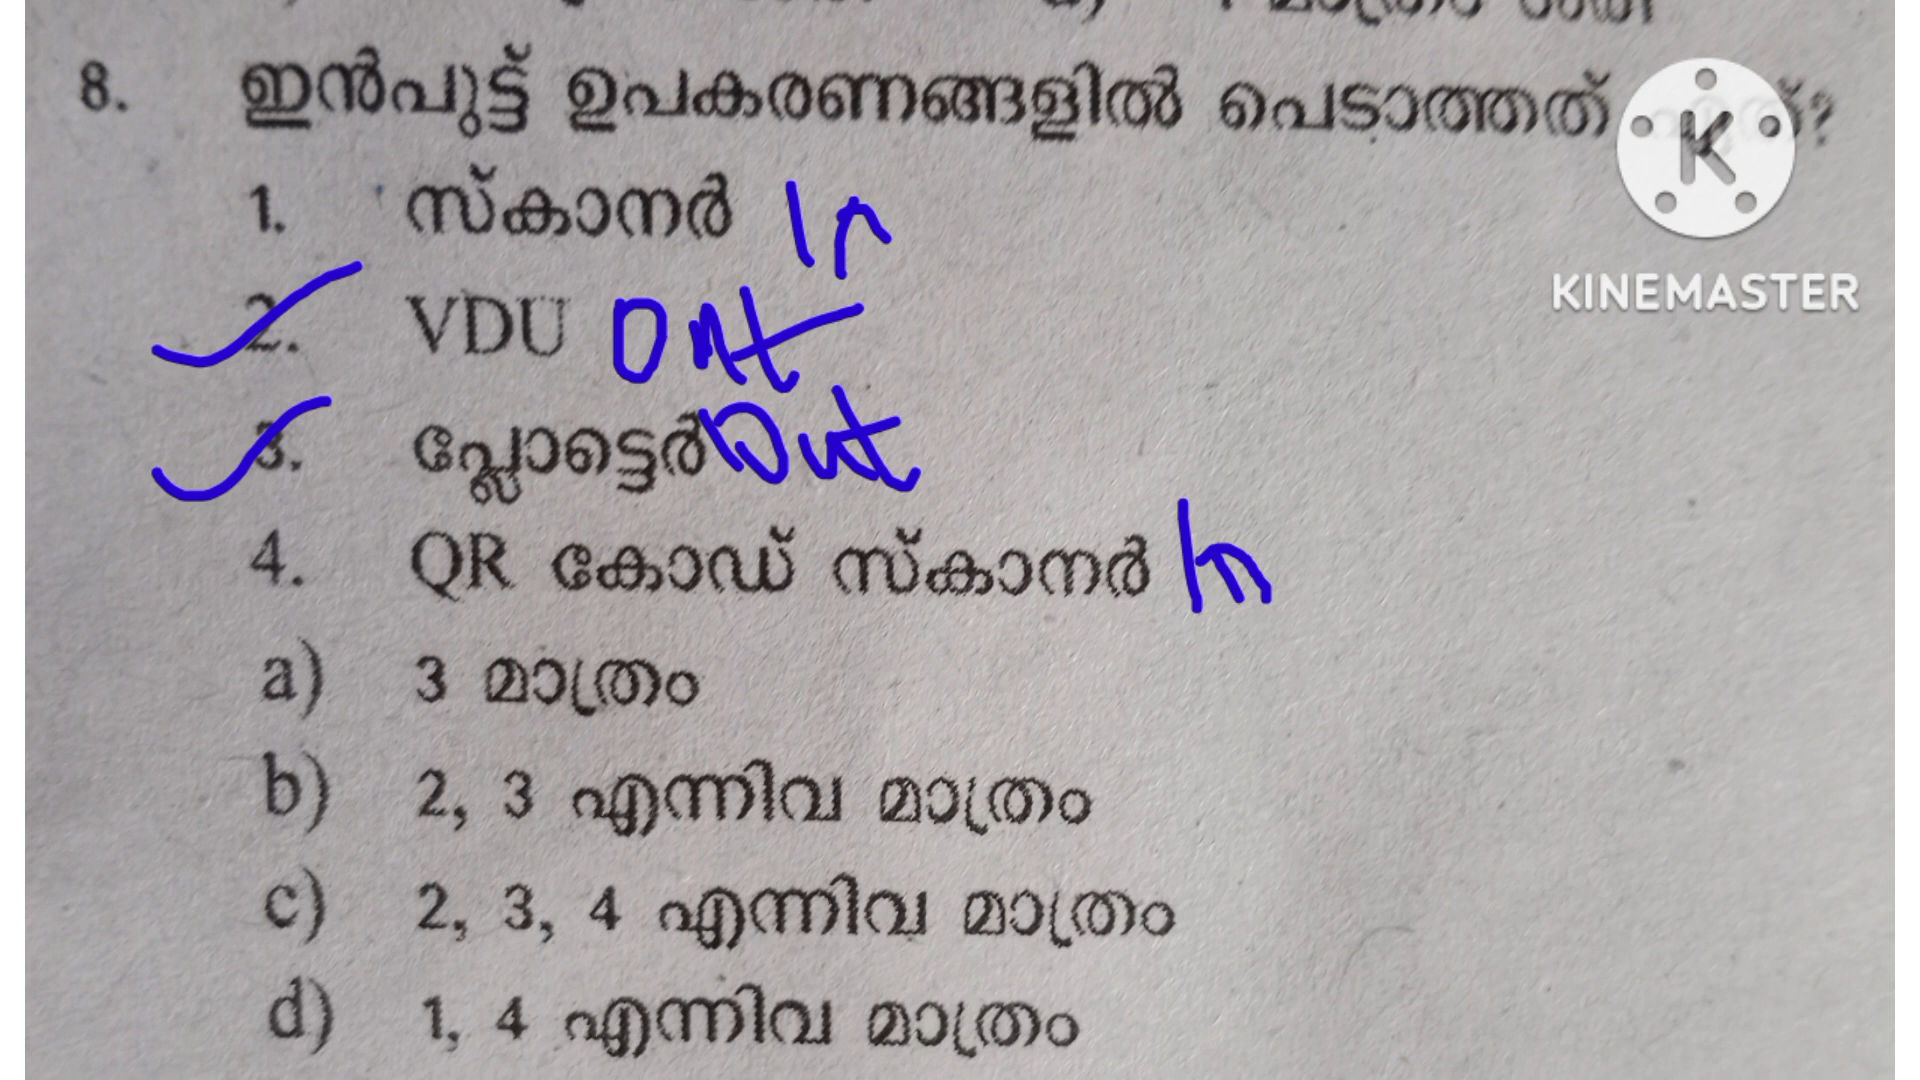 8. ഇൻപുട്ട് ഉപകരണങ്ങളിൽ പെടാത്തത്
1. സ്കാനർ In
2. VDU Out
3. പ്ലോട്ടെർ Out
4. QR കോഡ് സ്കാനർ In
a) 3 മാത്രം
b) 2, 3 എന്നിവ മാത്രം
c) 2, 3, 4 എന്നിവ മാത്രം
d) 1, 4 എന്നിവ മാത്രം
K
KINEMASTER